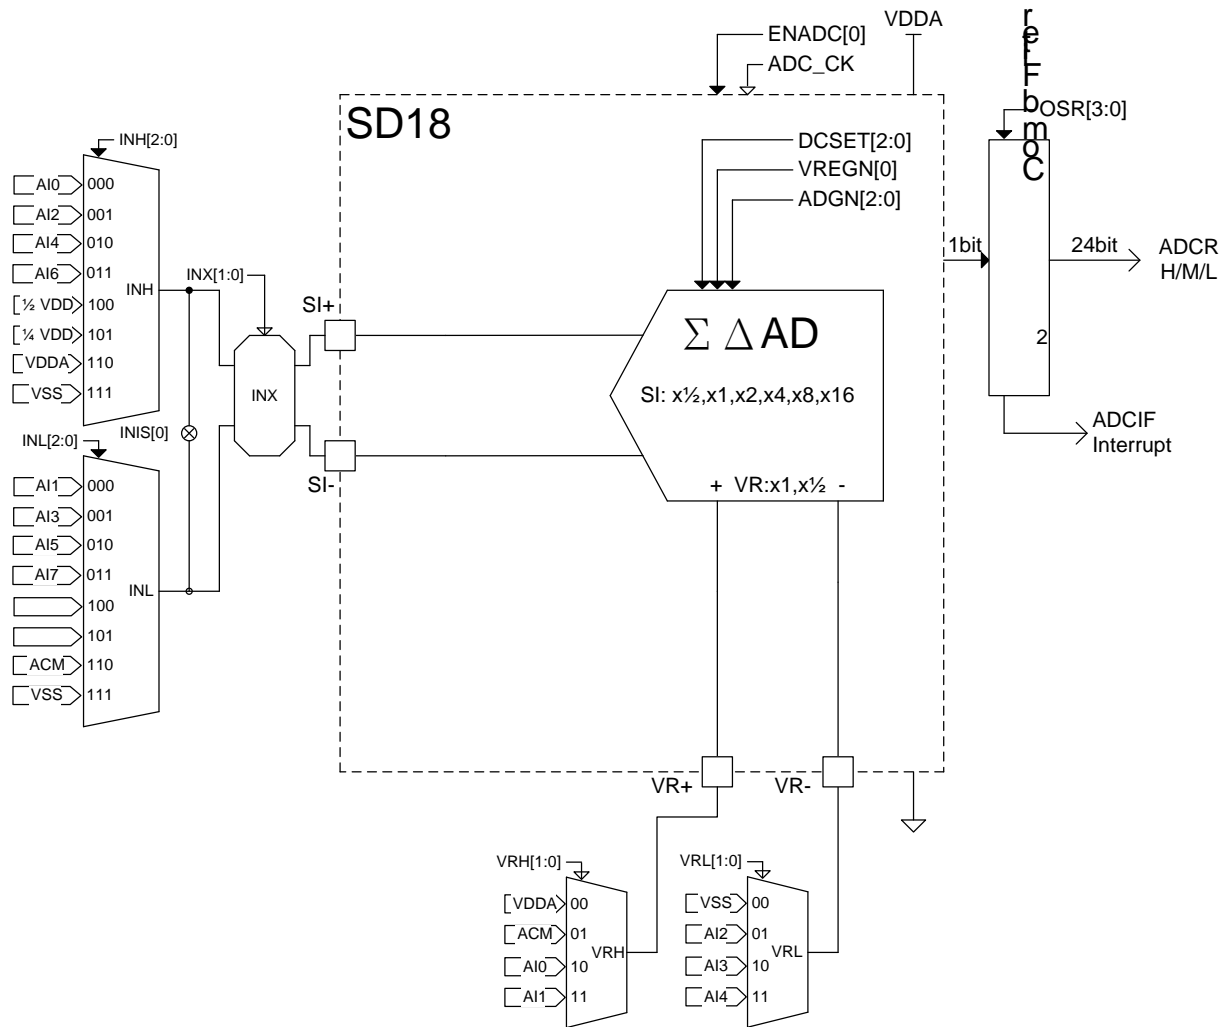 ENADC[0]
VDDA
ADC_CK
SD18
Comb Filter
OSR[3:0]
DCSET[2:0]
VREGN[0]
ADGN[2:0]
INH[2:0]
AI0 000
AI2 001
AI4 010
AI6 011
½ VDD 100
¼ VDD 101
VDDA 110
VSS 111
INH
INX[1:0]
INX
INIS[0]
SI+
SI-
INL[2:0]
AI1 000
AI3 001
AI5 010
AI7 011
100
101
ACM 110
VSS 111
INL
Σ Δ AD
SI: x½,x1,x2,x4,x8,x16
+ VR:x1,x½ -
1bit
2
24bit
ADCR
H/M/L
ADCIF
Interrupt
VR+
VR-
VRH[1:0]
VDDA 00
ACM 01
AI0 10
AI1 11
VRH
VRL[1:0]
VSS 00
AI2 01
AI3 10
AI4 11
VRL